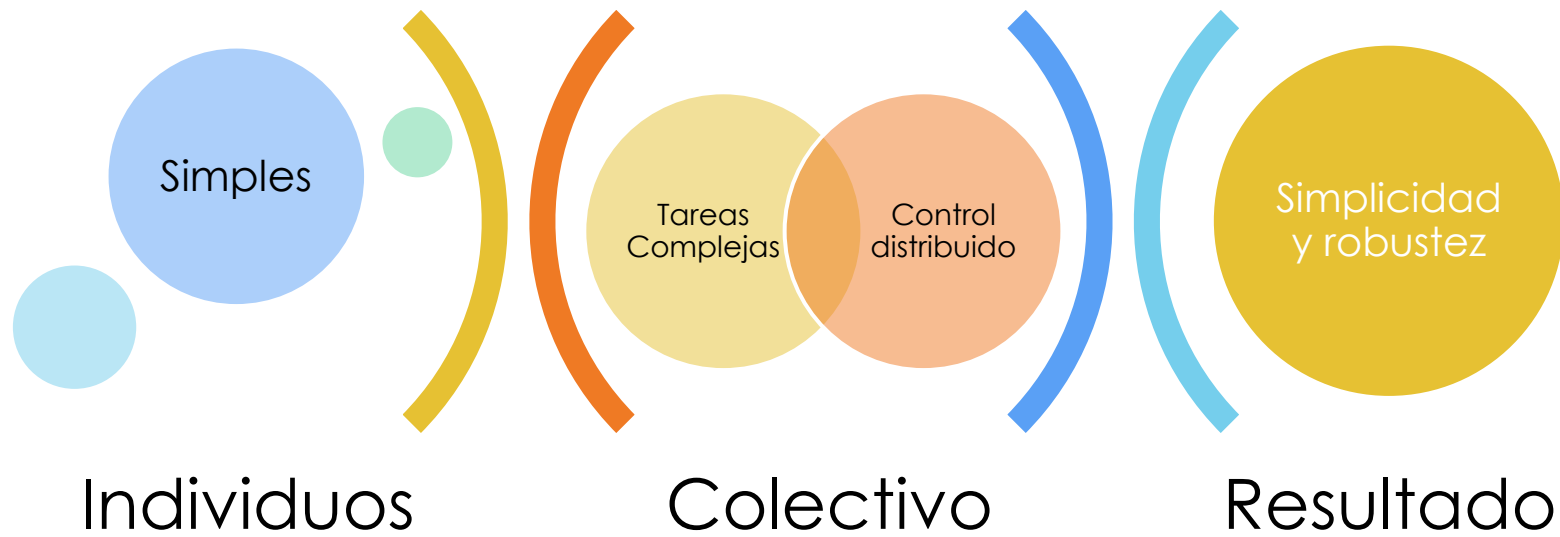 Simples
Tareas
Complejas
Control
distribuido
Simplicidad
y robustez
Individuos
Colectivo
Resultado